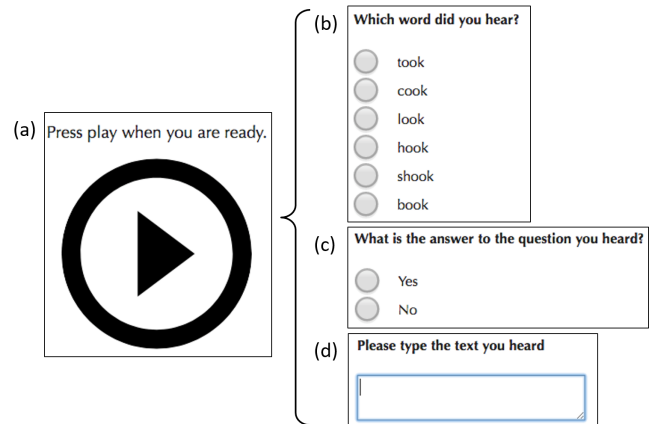 (a)
Press play when you are ready.
(b)
Which word did you hear?
took
cook
look
hook
shook
book
(c)
What is the answer to the question you heard?
Yes
No
(d)
Please type the text you heard